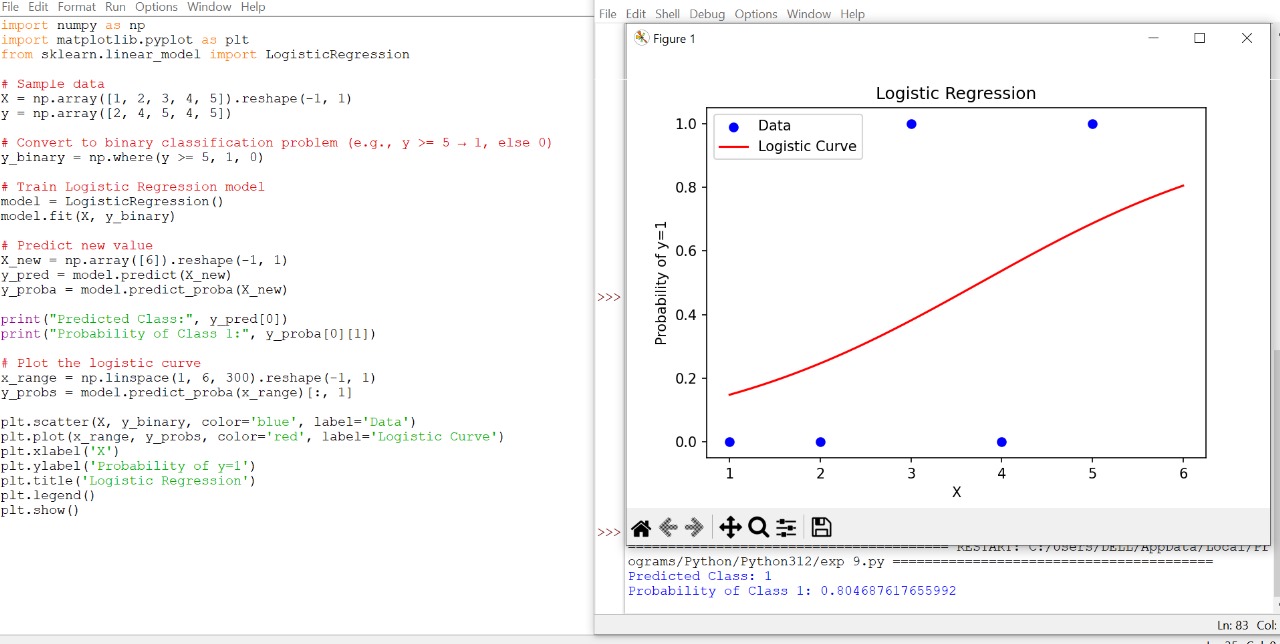 File Edit Format Run Options Window Help
import numpy as np
import matplotlib.pyplot as plt
from sklearn.linear_model import LogisticRegression
# Sample data
X = np.array([1, 2, 3, 4, 5]).reshape(-1, 1)
y = np.array([2, 4, 5, 4, 5])
# Convert to binary classification problem (e.g., y >= 5 → 1, else 0)
y_binary = np.where(y >= 5, 1, 0)
# Train Logistic Regression model
model = LogisticRegression()
model.fit(X, y_binary)
# Predict new value
X_new = np.array([6]).reshape(-1, 1)
y_pred = model.predict(X_new)
y_proba = model.predict_proba(X_new)
print("Predicted Class:", y_pred[0])
print("Probability of Class 1:", y_proba[0][1])
# Plot the logistic curve
x_range = np.linspace(1, 6, 300).reshape(-1, 1)
y_probs = model.predict_proba(x_range)[:, 1]
plt.scatter(X, y_binary, color='blue', label='Data')
plt.plot(x_range, y_probs, color='red', label='Logistic Curve')
plt.xlabel('X')
plt.ylabel('Probability of y=1')
plt.title('Logistic Regression')
plt.legend()
plt.show()
File Edit Shell Debug Options Window Help
Figure 1
Logistic Regression
Data
Logistic Curve
Probability of y=1
1.0
0.8
0.6
0.4
0.2
0.0
1 2 3 4 5 6
X
>>>
>>>
====================================== RESTART: C:/Users/DELL/AppData/Local/Pr
ograms/Python/Python312/exp 9.py ======================================
Predicted Class: 1
Probability of Class 1: 0.804687617655992
Ln: 83 Col: